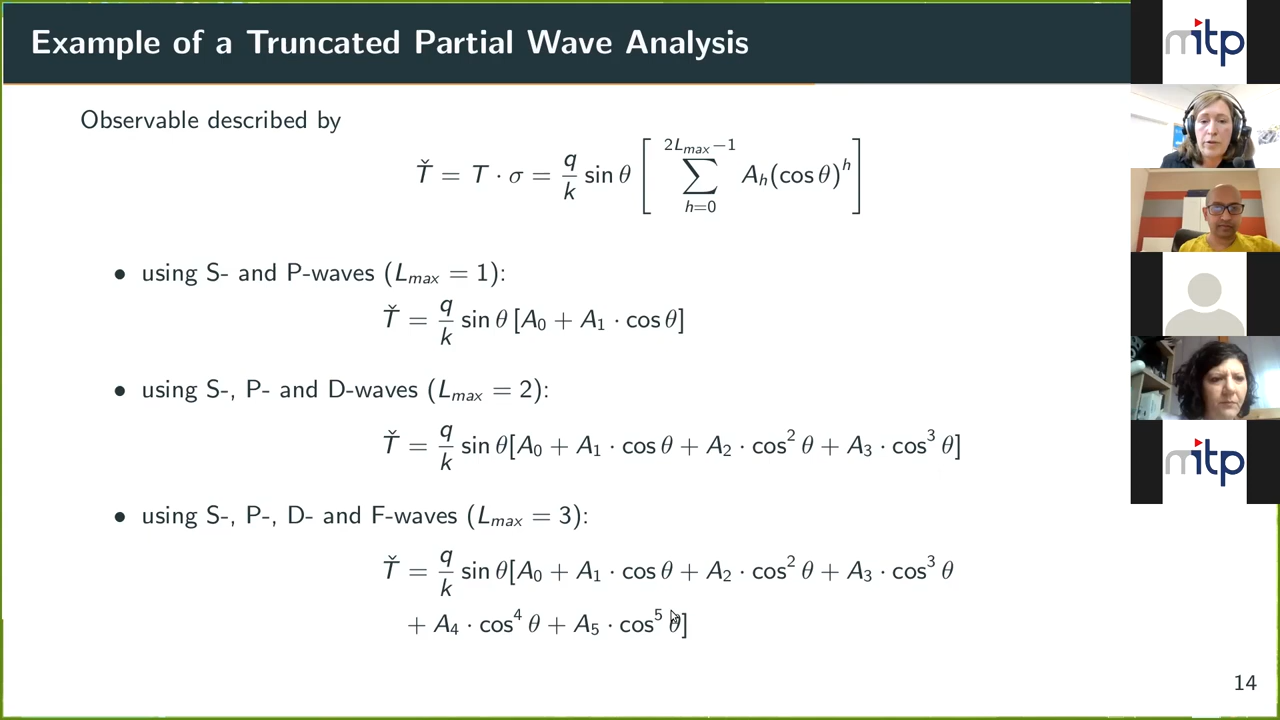 Example of a Truncated Partial Wave Analysis
Observable described by
Ť = T · σ = q/k sin θ [ ∑_{h=0}^{2L_max−1} A_h(cos θ)^h ]
• using S- and P-waves (L_max = 1):
Ť = q/k sin θ [A_0 + A_1 · cos θ]
• using S-, P- and D-waves (L_max = 2):
Ť = q/k sin θ[A_0 + A_1 · cos θ + A_2 · cos^2 θ + A_3 · cos^3 θ]
• using S-, P-, D- and F-waves (L_max = 3):
Ť = q/k sin θ[A_0 + A_1 · cos θ + A_2 · cos^2 θ + A_3 · cos^3 θ
+ A_4 · cos^4 θ + A_5 · cos^5 θ]
14
mitp
mitp